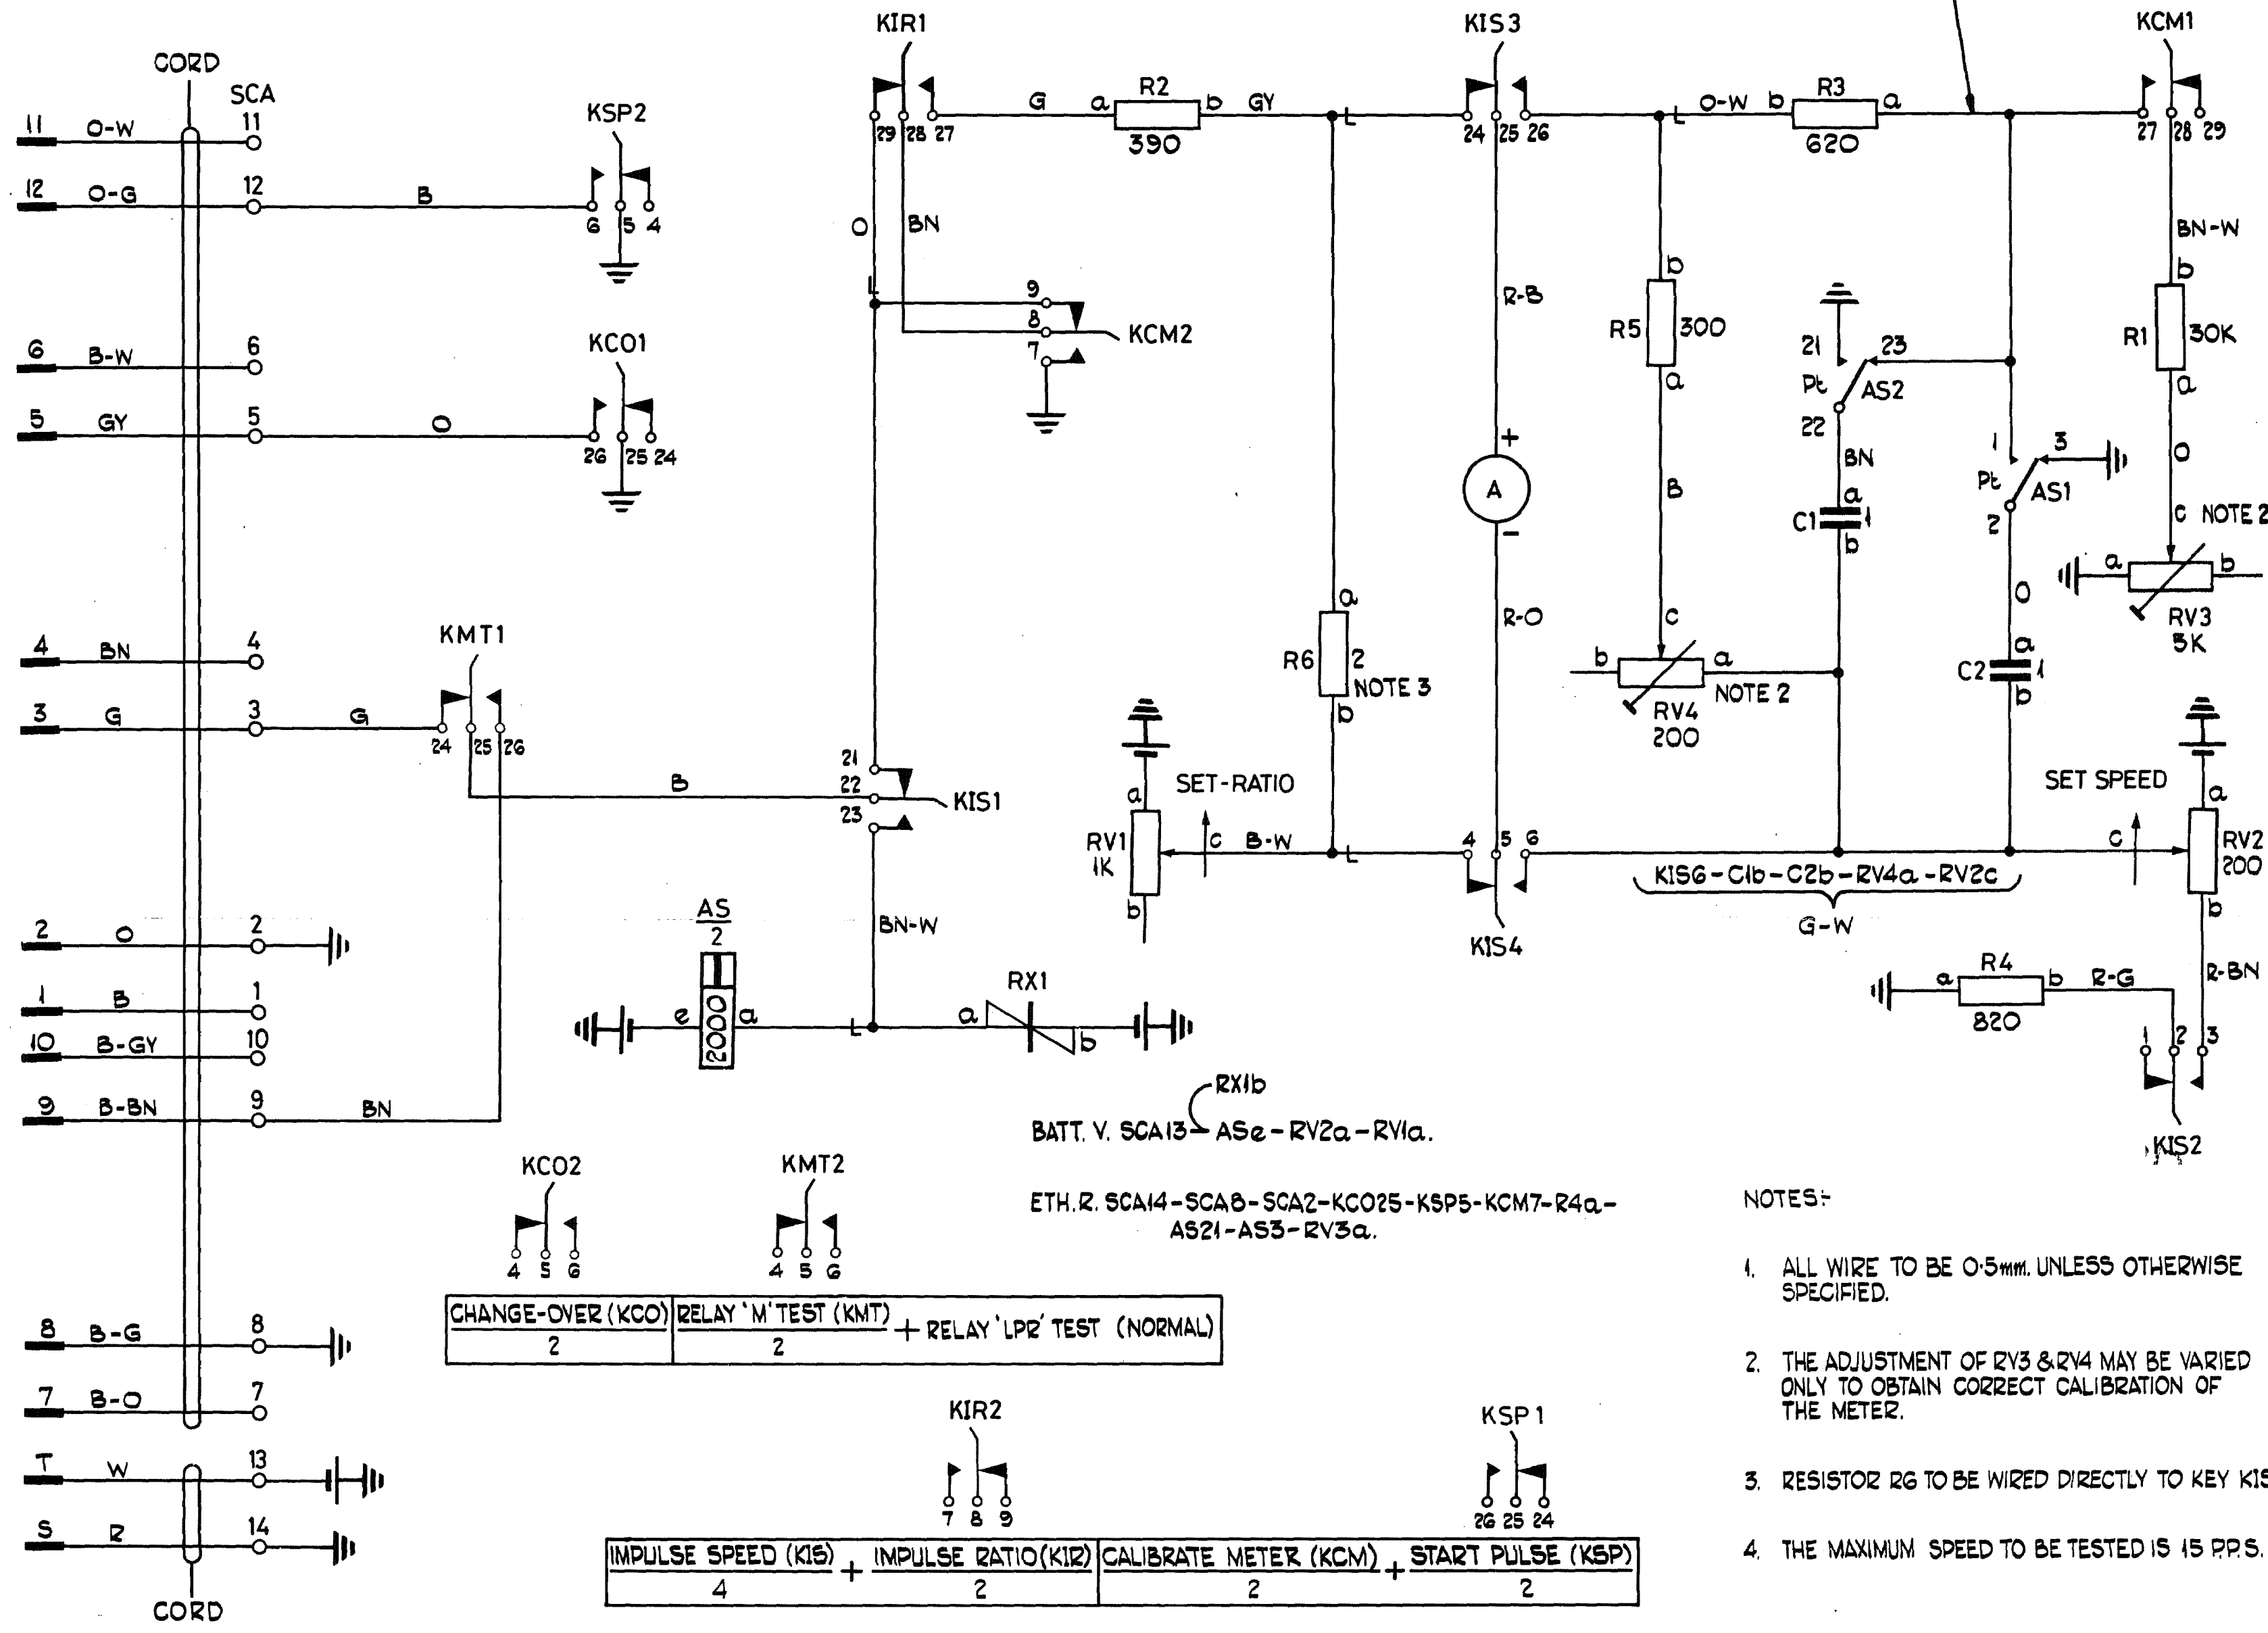 CORD
SCA
11 O-W 11
12 O-G 12 B
KSP2
6 5 4
6 B-W 6
5 GY 5 O
KCO1
26 25 24
4 BN 4
3 G 3 G
KMT1
24 25 26
B
2 O 2
1 B 1
10 B-GY 10
9 B-BN 9 BN
8 B-G 8
7 B-O 7
T W 13
S R 14
CORD
KIR1
29 28 27
G a R2 b GY
390
L
O BN
L
9
8
7
KCM2
21
22
23
KIS1
BN-W
AS
2
e 2000 a
L
a RX1 b
KIS3
24 25 26
R-B
+
A
-
R-O
a
R6 2
NOTE 3
b
SET-RATIO
a
RV1
1K
b
c B-W
L
4 5 6
KIS4
L O-W b R3 a
620
b
R5 300
a
B
c
b a
RV4
200
NOTE 2
21 23
Pt AS2
22
BN
a
C1 1
b
1 3
Pt AS1
2
O
a
C2 1
b
KCM1
27 28 29
BN-W
b
R1 30K
a
O
c NOTE 2
a b
RV3
5K
SET SPEED
c
a
RV2
200
b
R-BN
KIS6-C1b-C2b-RV4a-RV2c
G-W
a R4 b R-G
820
1 2 3
KIS2
RX1b
BATT. V. SCA13-ASe-RV2a-RV1a.
ETH.R. SCA14-SCA8-SCA2-KCO25-KSP5-KCM7-R4a-
AS21-AS3-RV3a.
KCO2
4 5 6
KMT2
4 5 6
CHANGE-OVER (KCO) RELAY 'M' TEST (KMT) + RELAY 'LPR' TEST (NORMAL)
2 2
KIR2
7 8 9
KSP1
26 25 24
IMPULSE SPEED (KIS) + IMPULSE RATIO (KIR) CALIBRATE METER (KCM) + START PULSE (KSP)
4 2 2 2
NOTES:-
1. ALL WIRE TO BE 0·5mm. UNLESS OTHERWISE
SPECIFIED.
2. THE ADJUSTMENT OF RV3 & RV4 MAY BE VARIED
ONLY TO OBTAIN CORRECT CALIBRATION OF
THE METER.
3. RESISTOR R6 TO BE WIRED DIRECTLY TO KEY KIS
4. THE MAXIMUM SPEED TO BE TESTED IS 15 P.P.S.